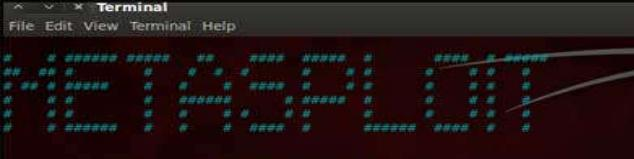 Terminal
File Edit View Terminal Help
METASPLOIT